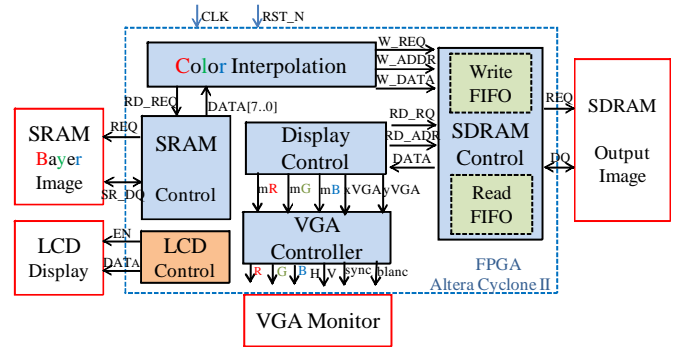 CLK
RST_N
W_REQ
W_ADDR
W_DATA
Color Interpolation
Write
FIFO
RD_REQ
DATA[7..0]
REQ
SRAM
Bayer
Image
SR_DQ
SRAM
Control
Display
Control
RD_RQ
RD_ADR
DATA
SDRAM
Control
REQ
DQ
SDRAM
Output Image
Read
FIFO
mR
mG
mB
xVGA
yVGA
VGA
Controller
LCD
Display
EN
DATA
LCD
Control
R
G
B
H
V
sync
blanc
FPGA
Altera Cyclone II
VGA Monitor